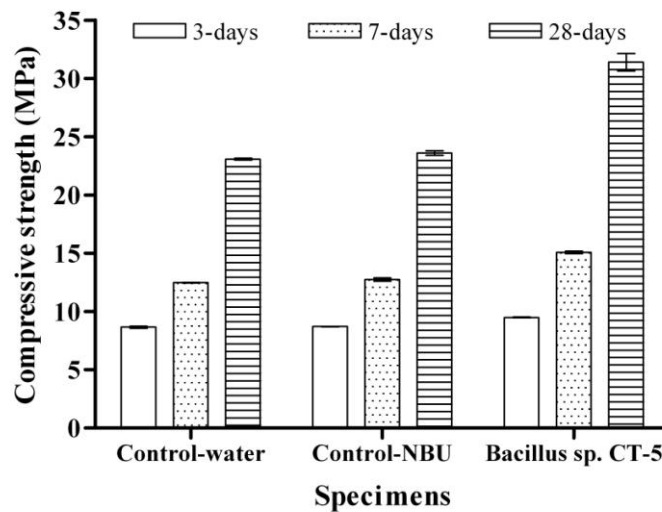 3-days 7-days 28-days
Compressive strength (MPa)
35
30
25
20
15
10
5
0
Control-water Control-NBU Bacillus sp. CT-5
Specimens